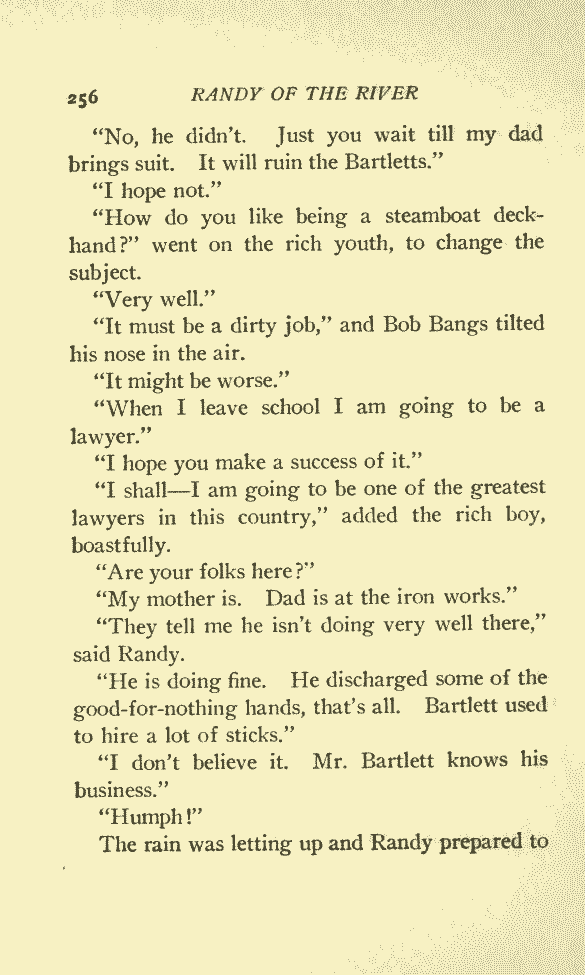 256 RANDY OF THE RIVER
“No, he didn’t. Just you wait till my dad
brings suit. It will ruin the Bartletts.”
“I hope not.”
“How do you like being a steamboat deck-
hand?” went on the rich youth, to change the
subject.
“Very well.”
“It must be a dirty job,” and Bob Bangs tilted
his nose in the air.
“It might be worse.”
“When I leave school I am going to be a
lawyer.”
“I hope you make a success of it.”
“I shall—I am going to be one of the greatest
lawyers in this country,” added the rich boy,
boastfully.
“Are your folks here?”
“My mother is. Dad is at the iron works.”
“They tell me he isn’t doing very well there,”
said Randy.
“He is doing fine. He discharged some of the
good-for-nothing hands, that’s all. Bartlett used
to hire a lot of sticks.”
“I don’t believe it. Mr. Bartlett knows his
business.”
“Humph!”
The rain was letting up and Randy prepared to